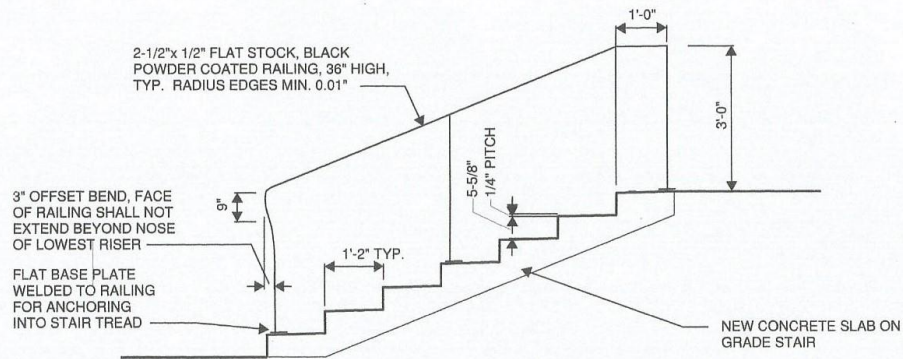 1'-0"
2-1/2"x 1/2" FLAT STOCK, BLACK
POWDER COATED RAILING, 36" HIGH,
TYP. RADIUS EDGES MIN. 0.01"
3'-0"
5-5/8"
1/4" PITCH
3" OFFSET BEND, FACE
OF RAILING SHALL NOT
EXTEND BEYOND NOSE
OF LOWEST RISER
9"
1'-2" TYP.
FLAT BASE PLATE
WELDED TO RAILING
FOR ANCHORING
INTO STAIR TREAD
NEW CONCRETE SLAB ON
GRADE STAIR